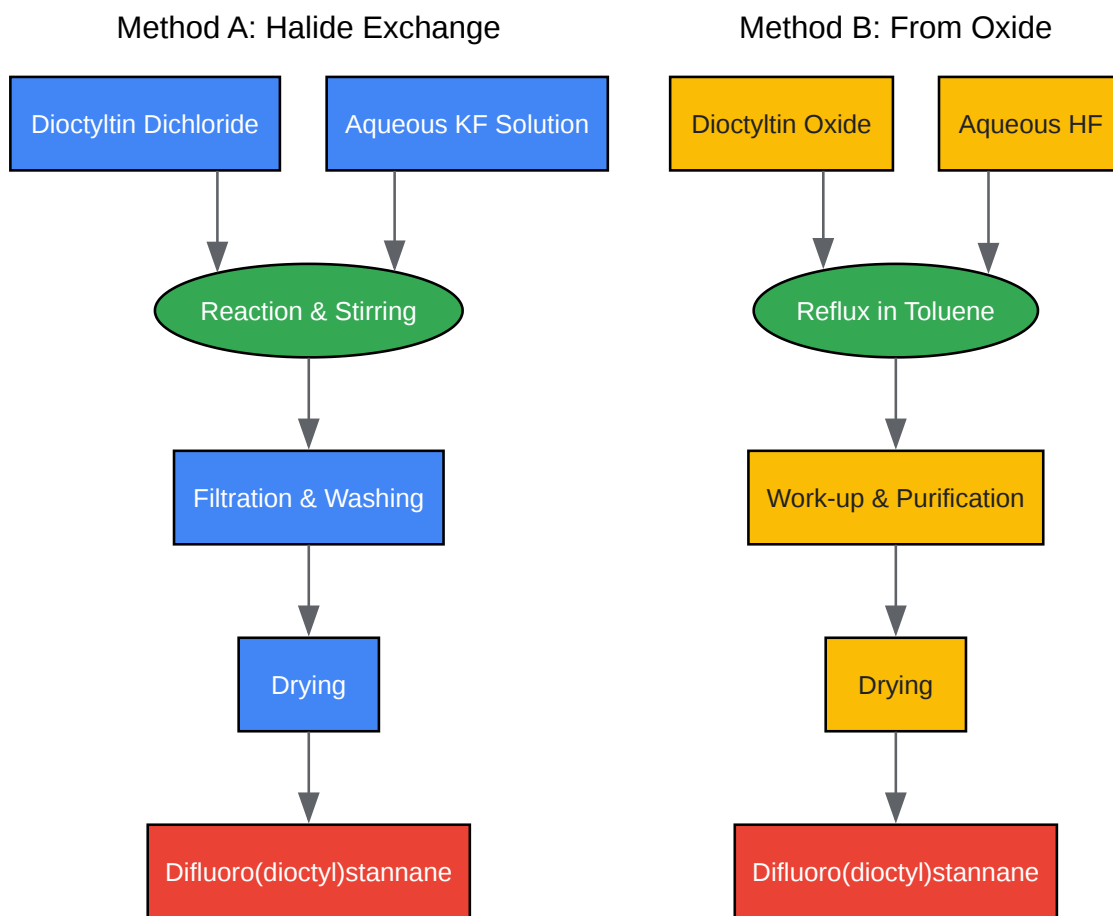 Method A: Halide Exchange
Dioctyltin Dichloride
Aqueous KF Solution
Reaction & Stirring
Filtration & Washing
Drying
Difluoro(dioctyl)stannane
Method B: From Oxide
Dioctyltin Oxide
Aqueous HF
Reflux in Toluene
Work-up & Purification
Drying
Difluoro(dioctyl)stannane